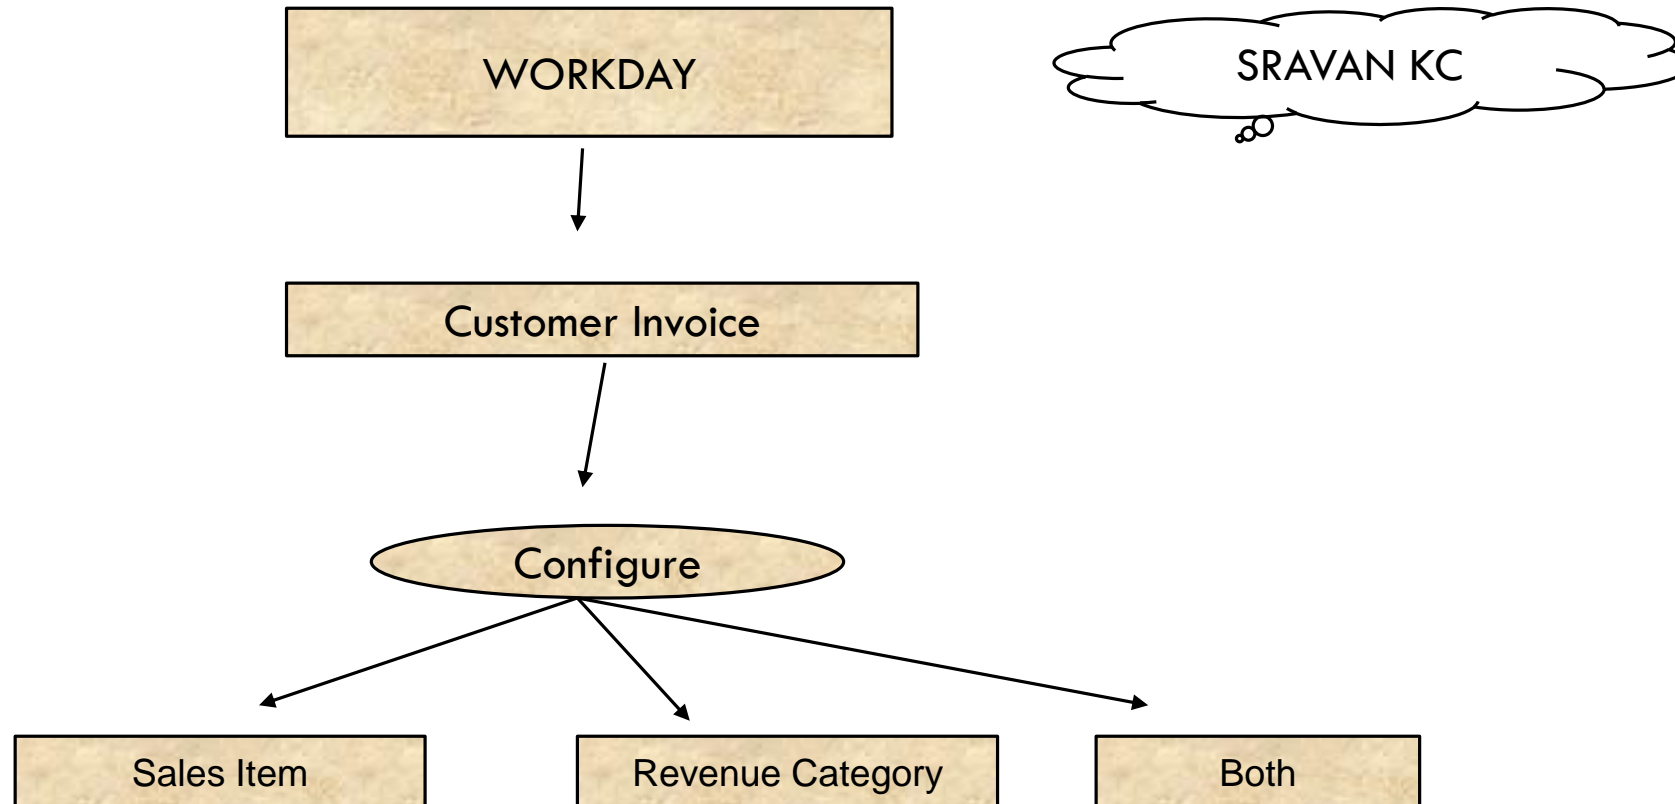 WORKDAY
SRAVAN KC
Customer Invoice
Configure
Sales Item
Revenue Category
Both